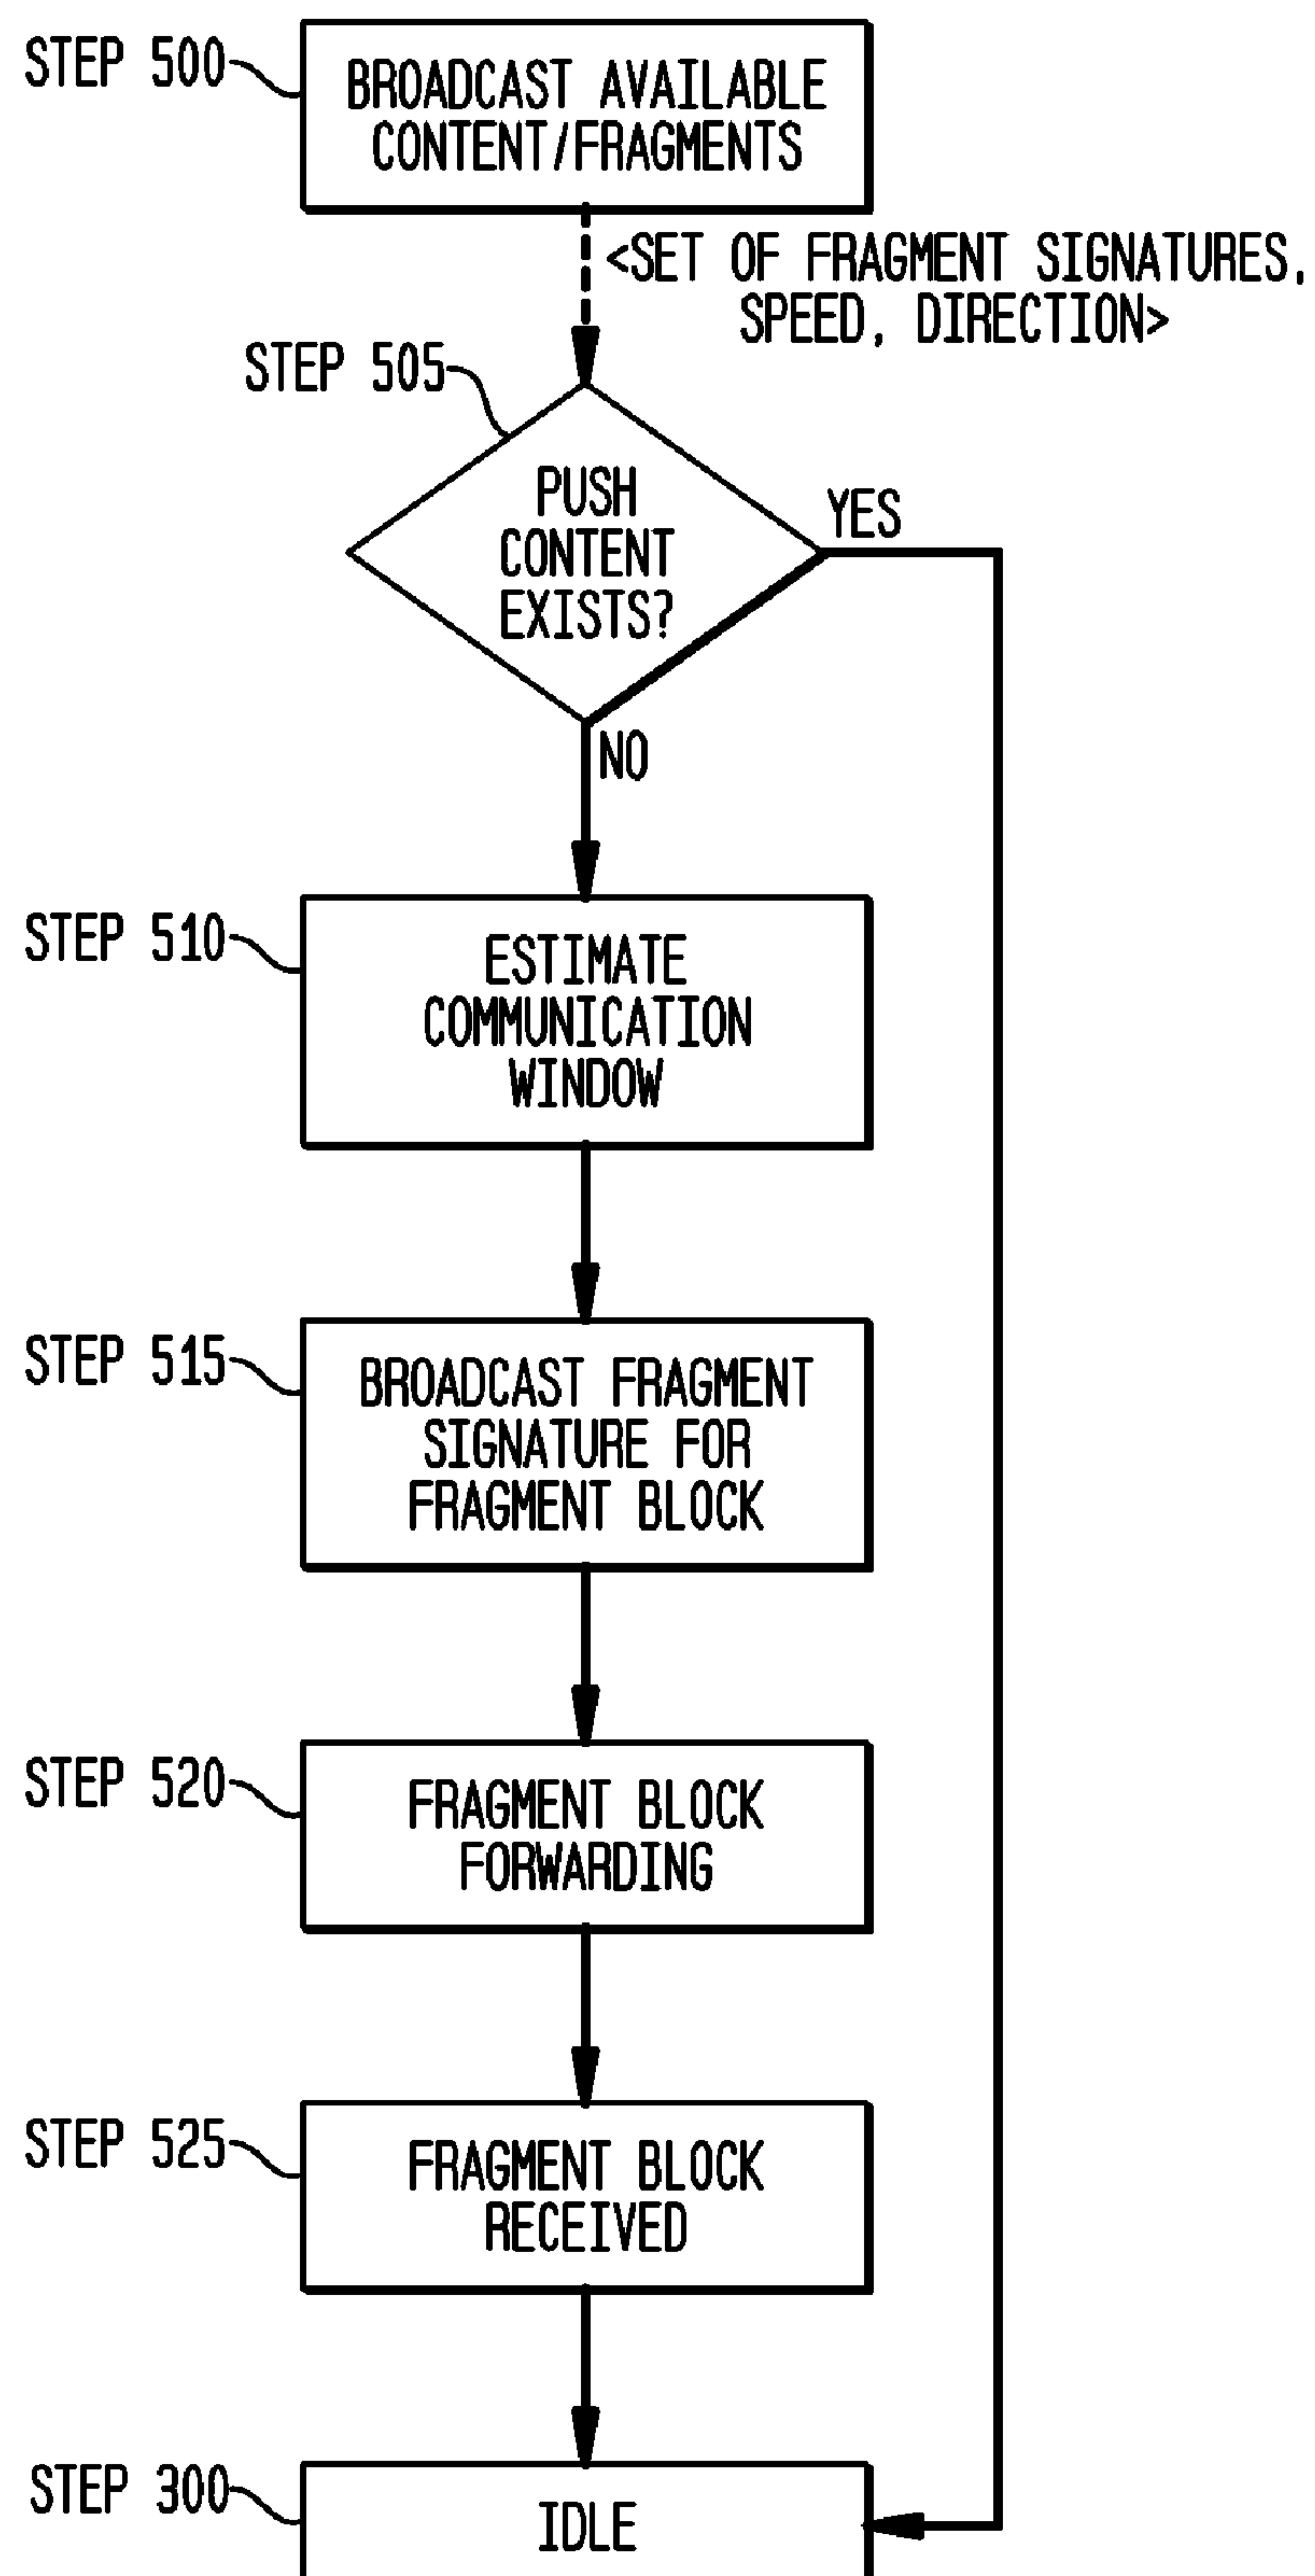 STEP 500
BROADCAST AVAILABLE
CONTENT/FRAGMENTS
<SET OF FRAGMENT SIGNATURES,
SPEED, DIRECTION>
STEP 505
PUSH
CONTENT
EXISTS?
YES
NO
STEP 510
ESTIMATE
COMMUNICATION
WINDOW
STEP 515
BROADCAST FRAGMENT
SIGNATURE FOR
FRAGMENT BLOCK
STEP 520
FRAGMENT BLOCK
FORWARDING
STEP 525
FRAGMENT BLOCK
RECEIVED
STEP 300
IDLE